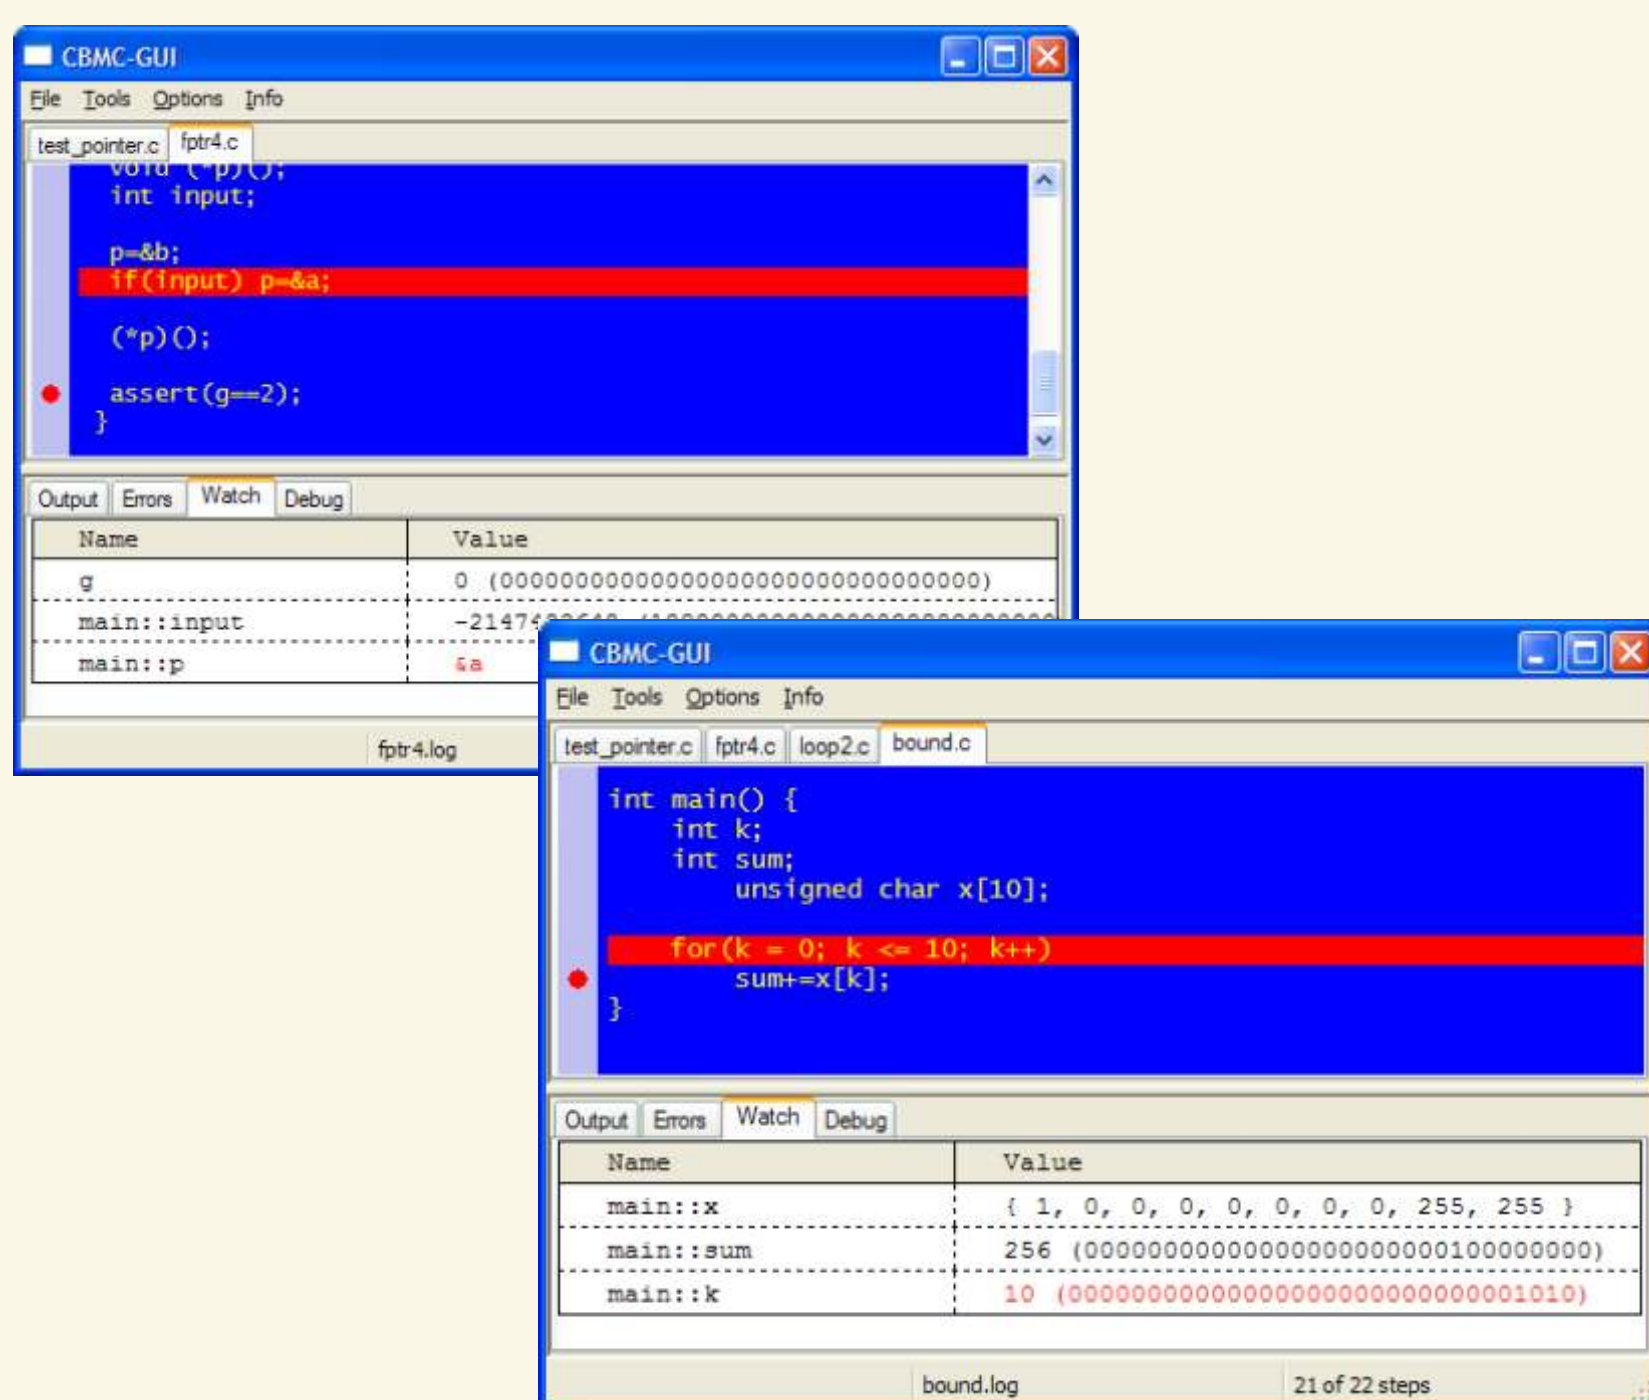 CBMC-GUI
File Tools Options Info
test_pointer.c fptr4.c
void (*p)();
int input;
p=&b;
if(input) p=&a;
(*p)();
assert(g==2);
}
Output Errors Watch Debug
Name Value
g 0 (00000000000000000000000000000000)
main::input
main::p &a
fptr4.log
CBMC-GUI
File Tools Options Info
test_pointer.c fptr4.c loop2.c bound.c
int main() {
int k;
int sum;
unsigned char x[10];
for(k = 0; k <= 10; k++)
sum+=x[k];
}
Output Errors Watch Debug
Name Value
main::x { 1, 0, 0, 0, 0, 0, 0, 0, 255, 255 }
main::sum 256 (00000000000000000000000100000000)
main::k 10 (00000000000000000000000000001010)
bound.log 21 of 22 steps